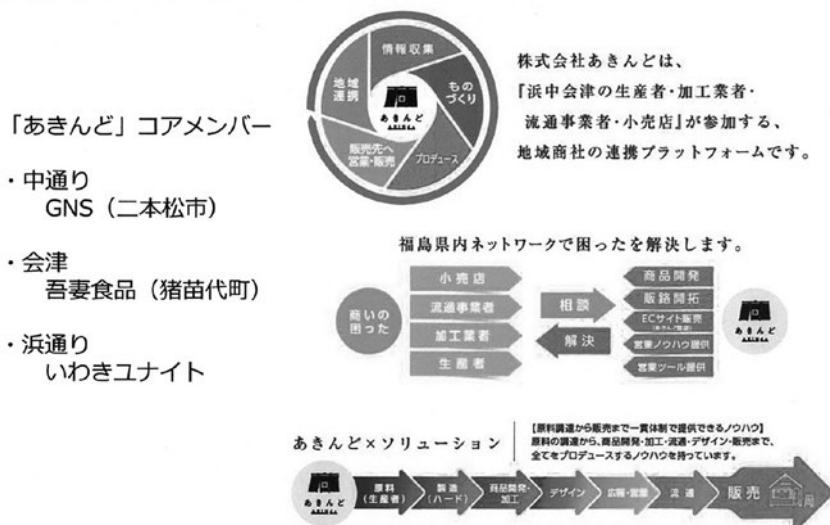 「あきんど」コアメンバー
・中通り
GNS（二本松市）
・会津
吾妻食品（猪苗代町）
・浜通り
いわきユナイト
情報収集
ものづくり
プロデュース
販売先へ
営業・販売
地域
連携
あきんど
株式会社あきんどは、
『浜中会津の生産者・加工業者・
流通事業者・小売店』が参加する、
地域商社の連携プラットフォームです。
福島県内ネットワークで困ったを解決します。
商いの
困った
小売店
流通事業者
加工業者
生産者
相談
解決
商品開発
販路開拓
ECサイト販売
営業ノウハウ提供
営業ツール提供
あきんど
あきんど×ソリューション
【原料調達から販売まで一貫体制で提供できるノウハウ】
原料の調達から、商品開発・加工・流通・デザイン・販売まで、
全てをプロデュースするノウハウを持っています。
あきんど
原料
（生産者）
製造
（ハード）
商品開発・
加工
デザイン
広報・営業
流通
販売